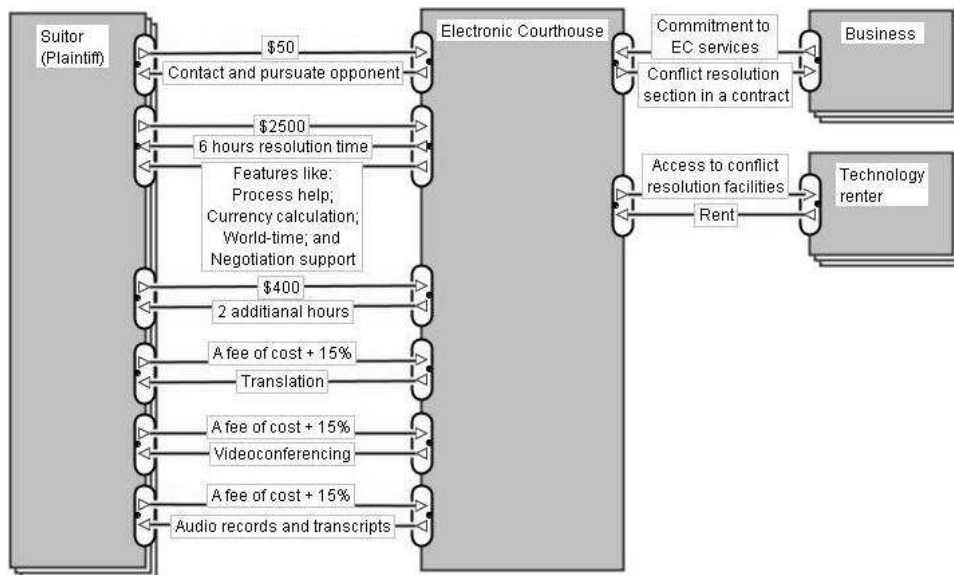 Suitor
(Plaintiff)
$50
Contact and pursuate opponent
$2500
6 hours resolution time
Features like:
Process help;
Currency calculation;
World-time; and
Negotiation support
$400
2 additianal hours
A fee of cost + 15%
Translation
A fee of cost + 15%
Videoconferencing
A fee of cost + 15%
Audio records and transcripts
Electronic Courthouse
Commitment to
EC services
Conflict resolution
section in a contract
Business
Access to conflict
resolution facilities
Rent
Technology
renter